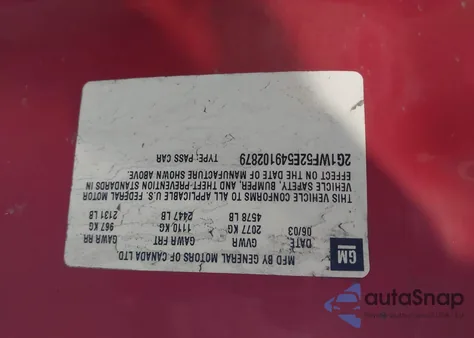 MFD BY GENERAL MOTORS OF CANADA LTD.
GM
DATE GVWR GAWR FRT GAWR RR
06/03 2077 KG 1110 KG 967 KG
4578 LB 2447 LB 2131 LB
THIS VEHICLE CONFORMS TO ALL APPLICABLE U.S. FEDERAL MOTOR
VEHICLE SAFETY, BUMPER, AND THEFT-PREVENTION STANDARDS IN
EFFECT ON THE DATE OF MANUFACTURE SHOWN ABOVE.
2G1WF52E549102879 TYPE: PASS CAR
autoSnap